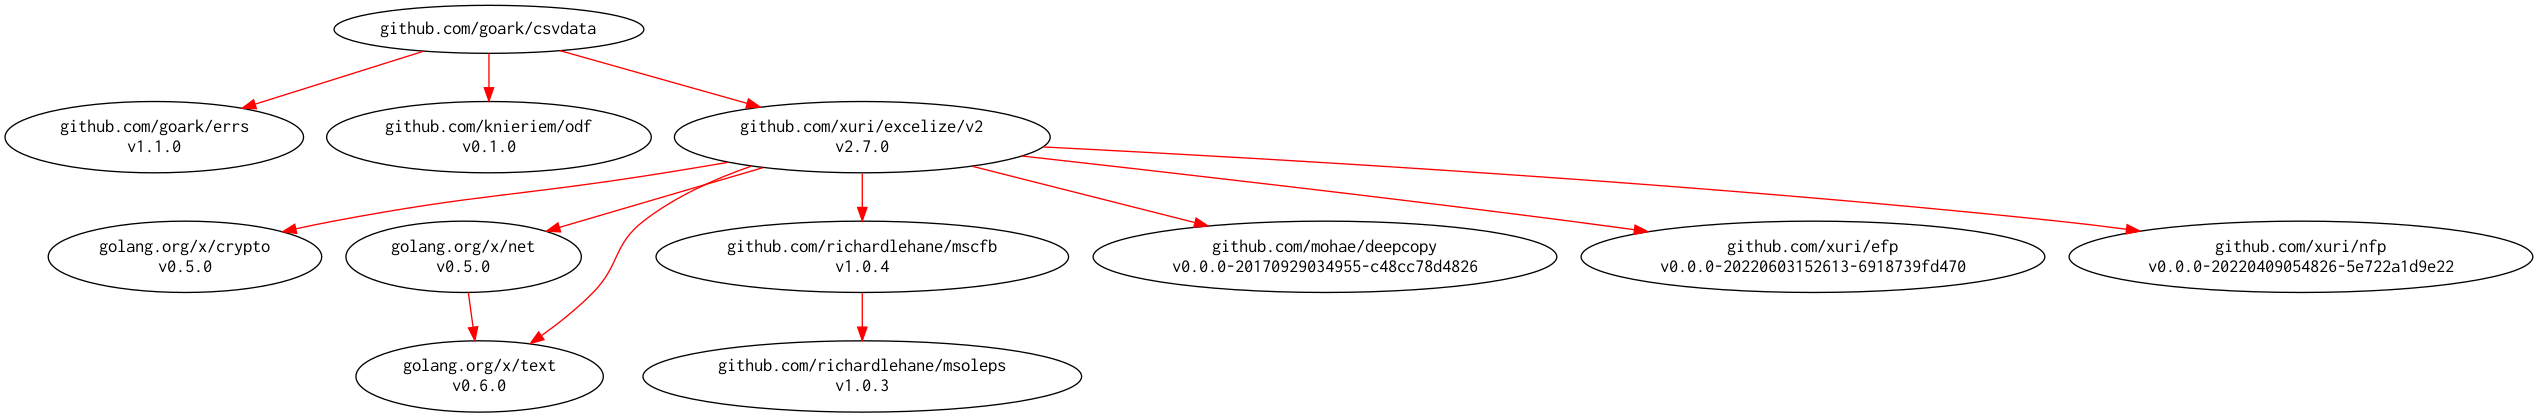 github.com/goark/csvdata
github.com/goark/errs
v1.1.0
github.com/knieriem/odf
v0.1.0
github.com/xuri/excelize/v2
v2.7.0
golang.org/x/crypto
v0.5.0
golang.org/x/net
v0.5.0
github.com/richardlehane/mscfb
v1.0.4
github.com/mohae/deepcopy
v0.0.0-20170929034955-c48cc78d4826
github.com/xuri/efp
v0.0.0-20220603152613-6918739fd470
github.com/xuri/nfp
v0.0.0-20220409054826-5e722a1d9e22
golang.org/x/text
v0.6.0
github.com/richardlehane/msoleps
v1.0.3